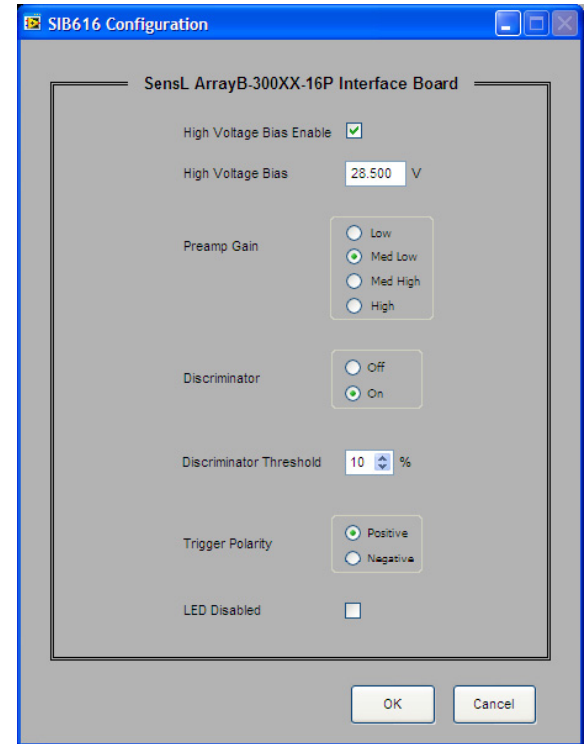 SIB616 Configuration
SensL ArrayB-300XX-16P Interface Board
High Voltage Bias Enable
High Voltage Bias 28.500 V
Preamp Gain
Low
Med Low
Med High
High
Discriminator
Off
On
Discriminator Threshold 10 %
Trigger Polarity
Positive
Negative
LED Disabled
OK Cancel